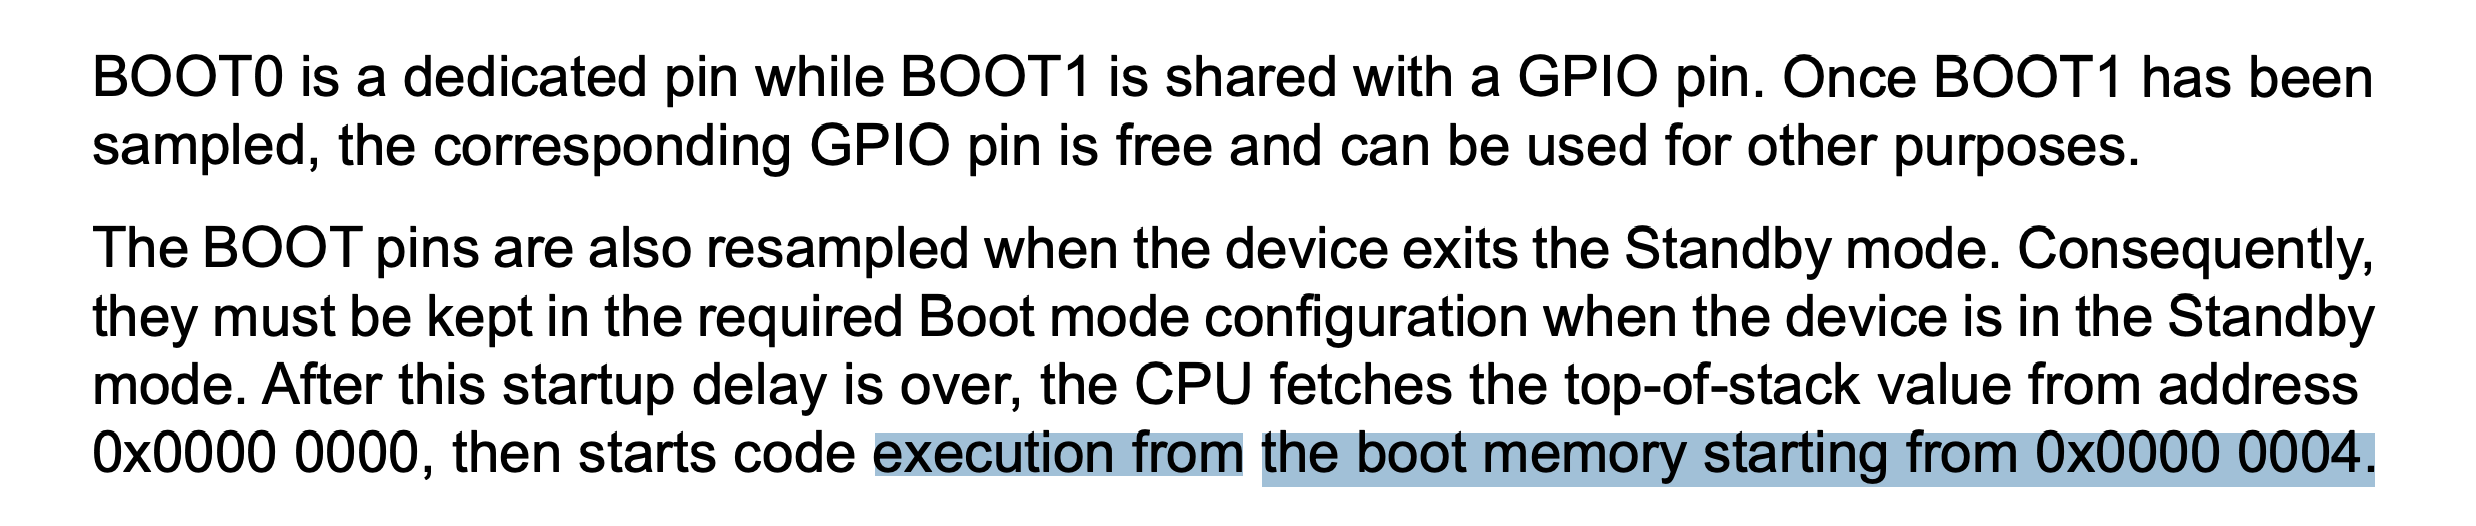 BOOT0 is a dedicated pin while BOOT1 is shared with a GPIO pin. Once BOOT1 has been
sampled, the corresponding GPIO pin is free and can be used for other purposes.
The BOOT pins are also resampled when the device exits the Standby mode. Consequently,
they must be kept in the required Boot mode configuration when the device is in the Standby
mode. After this startup delay is over, the CPU fetches the top-of-stack value from address
0x0000 0000, then starts code execution from the boot memory starting from 0x0000 0004.